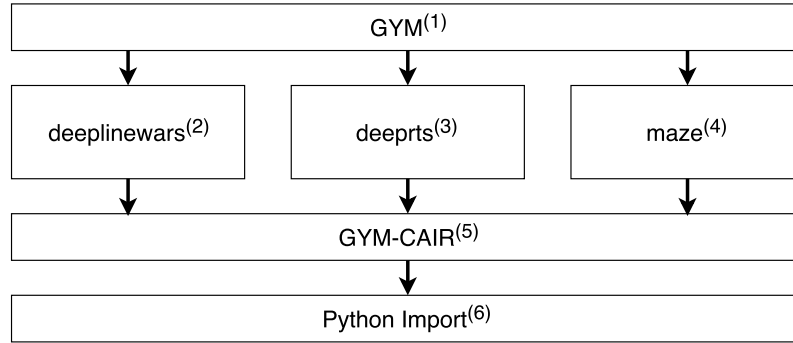 GYM(1)
deeplinewars(2)
deeprts(3)
maze(4)
GYM-CAIR(5)
Python Import(6)